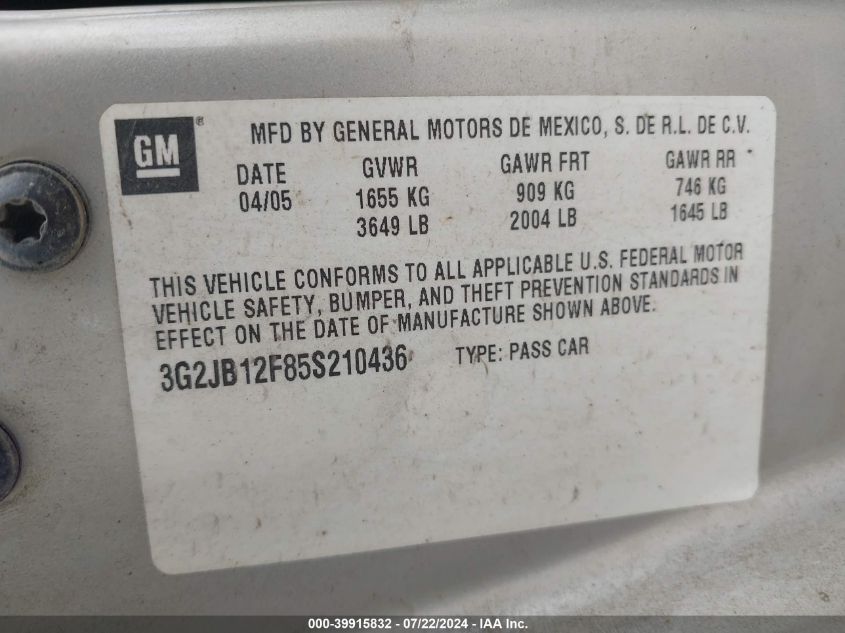 GM® MFD BY GENERAL MOTORS DE MEXICO, S. DE R.L. DE C.V.
DATE GVWR GAWR FRT GAWR RR
04/05 1655 KG 909 KG 746 KG
3649 LB 2004 LB 1645 LB
THIS VEHICLE CONFORMS TO ALL APPLICABLE U.S. FEDERAL MOTOR
VEHICLE SAFETY, BUMPER, AND THEFT PREVENTION STANDARDS IN
EFFECT ON THE DATE OF MANUFACTURE SHOWN ABOVE.
3G2JB12F85S210436 TYPE: PASS CAR
000-39915832 - 07/22/2024 - IAA Inc.